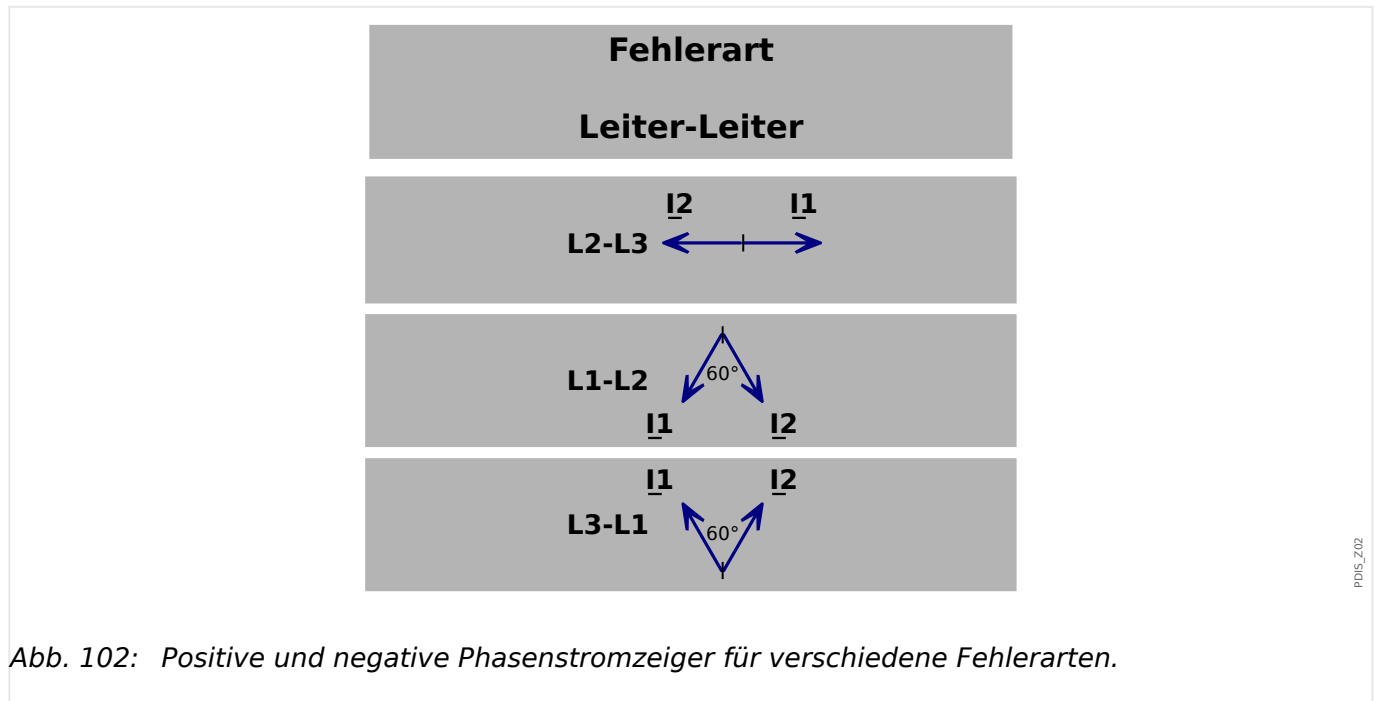 Fehlerart
Leiter-Leiter
I2 I1
L2-L3
60°
L1-L2
I1 I2
I1 I2
L3-L1
60°
PDIS_Z02
Abb. 102: Positive und negative Phasenstromzeiger für verschiedene Fehlerarten.